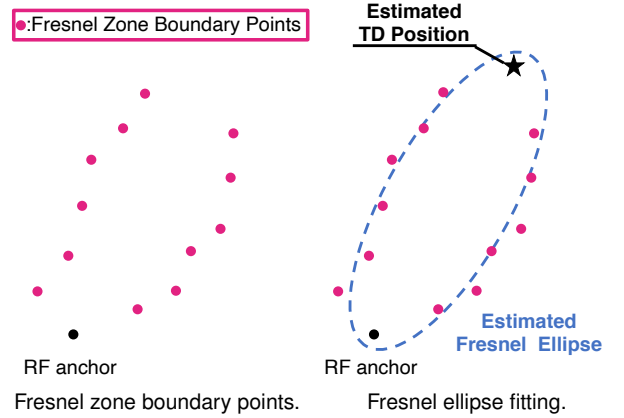 :Fresnel Zone Boundary Points
Estimated
TD Position
Estimated
Fresnel Ellipse
RF anchor
RF anchor
Fresnel zone boundary points.
Fresnel ellipse fitting.